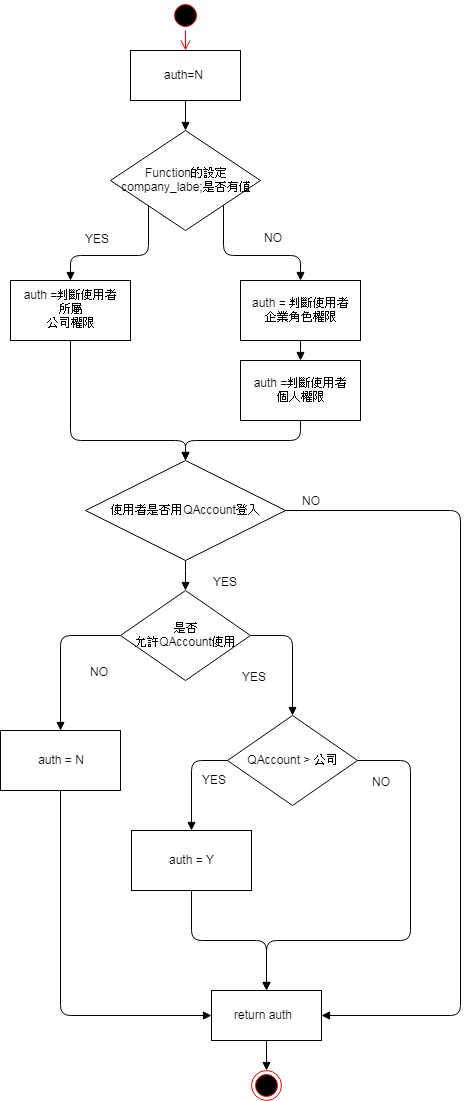 auth=N
Function的設定
company_labe;是否有值
YES
NO
auth =判斷使用者
所屬
公司權限
auth = 判斷使用者
企業角色權限
auth =判斷使用者
個人權限
使用者是否用QAccount登入
NO
YES
是否
允許QAccount使用
NO
YES
auth = N
QAccount > 公司
YES
NO
auth = Y
return auth